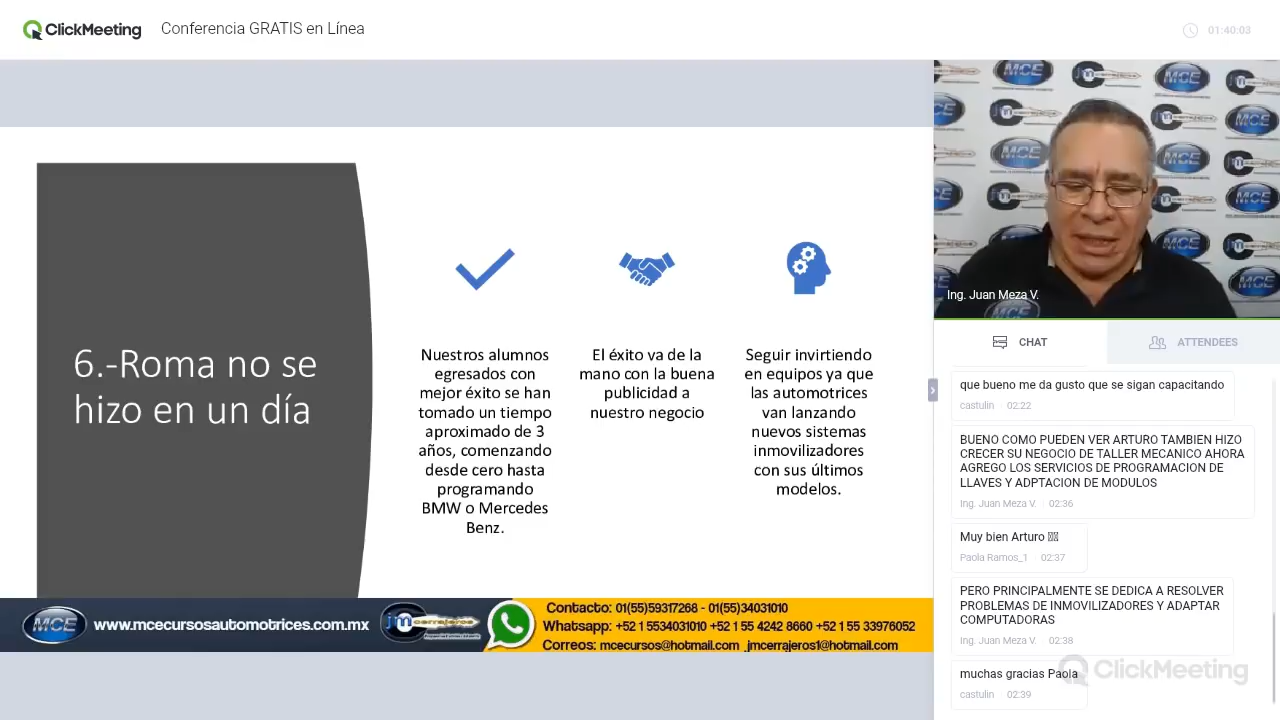 ClickMeeting
Conferencia GRATIS en Línea
01:40:03
6.-Roma no se
hizo en un día
Nuestros alumnos
egresados con
mejor éxito se han
tomado un tiempo
aproximado de 3
años, comenzando
desde cero hasta
programando
BMW o Mercedes
Benz.
El éxito va de la
mano con la buena
publicidad a
nuestro negocio
Seguir invirtiendo
en equipos ya que
las automotrices
van lanzando
nuevos sistemas
inmovilizadores
con sus últimos
modelos.
MCE
www.mcecursosautomotrices.com.mx
jmcerrajeros
Contacto: 01(55)59317268 - 01(55)34031010
Whatsapp: +52 1 5534031010 +52 1 55 4242 8660 +52 1 55 33976052
Correos: mcecursos@hotmail.com jmcerrajeros1@hotmail.com
MCE
MCE
MCE
MCE
MCE
Ing. Juan Meza V.
CHAT
ATTENDEES
que bueno me da gusto que se sigan capacitando
castulin · 02:22
BUENO COMO PUEDEN VER ARTURO TAMBIEN HIZO
CRECER SU NEGOCIO DE TALLER MECANICO AHORA
AGREGO LOS SERVICIOS DE PROGRAMACION DE
LLAVES Y ADPTACION DE MODULOS
Ing. Juan Meza V. · 02:36
Muy bien Arturo
Paola Ramos_1 · 02:37
PERO PRINCIPALMENTE SE DEDICA A RESOLVER
PROBLEMAS DE INMOVILIZADORES Y ADAPTAR
COMPUTADORAS
Ing. Juan Meza V. · 02:38
muchas gracias Paola
castulin · 02:39
ClickMeeting